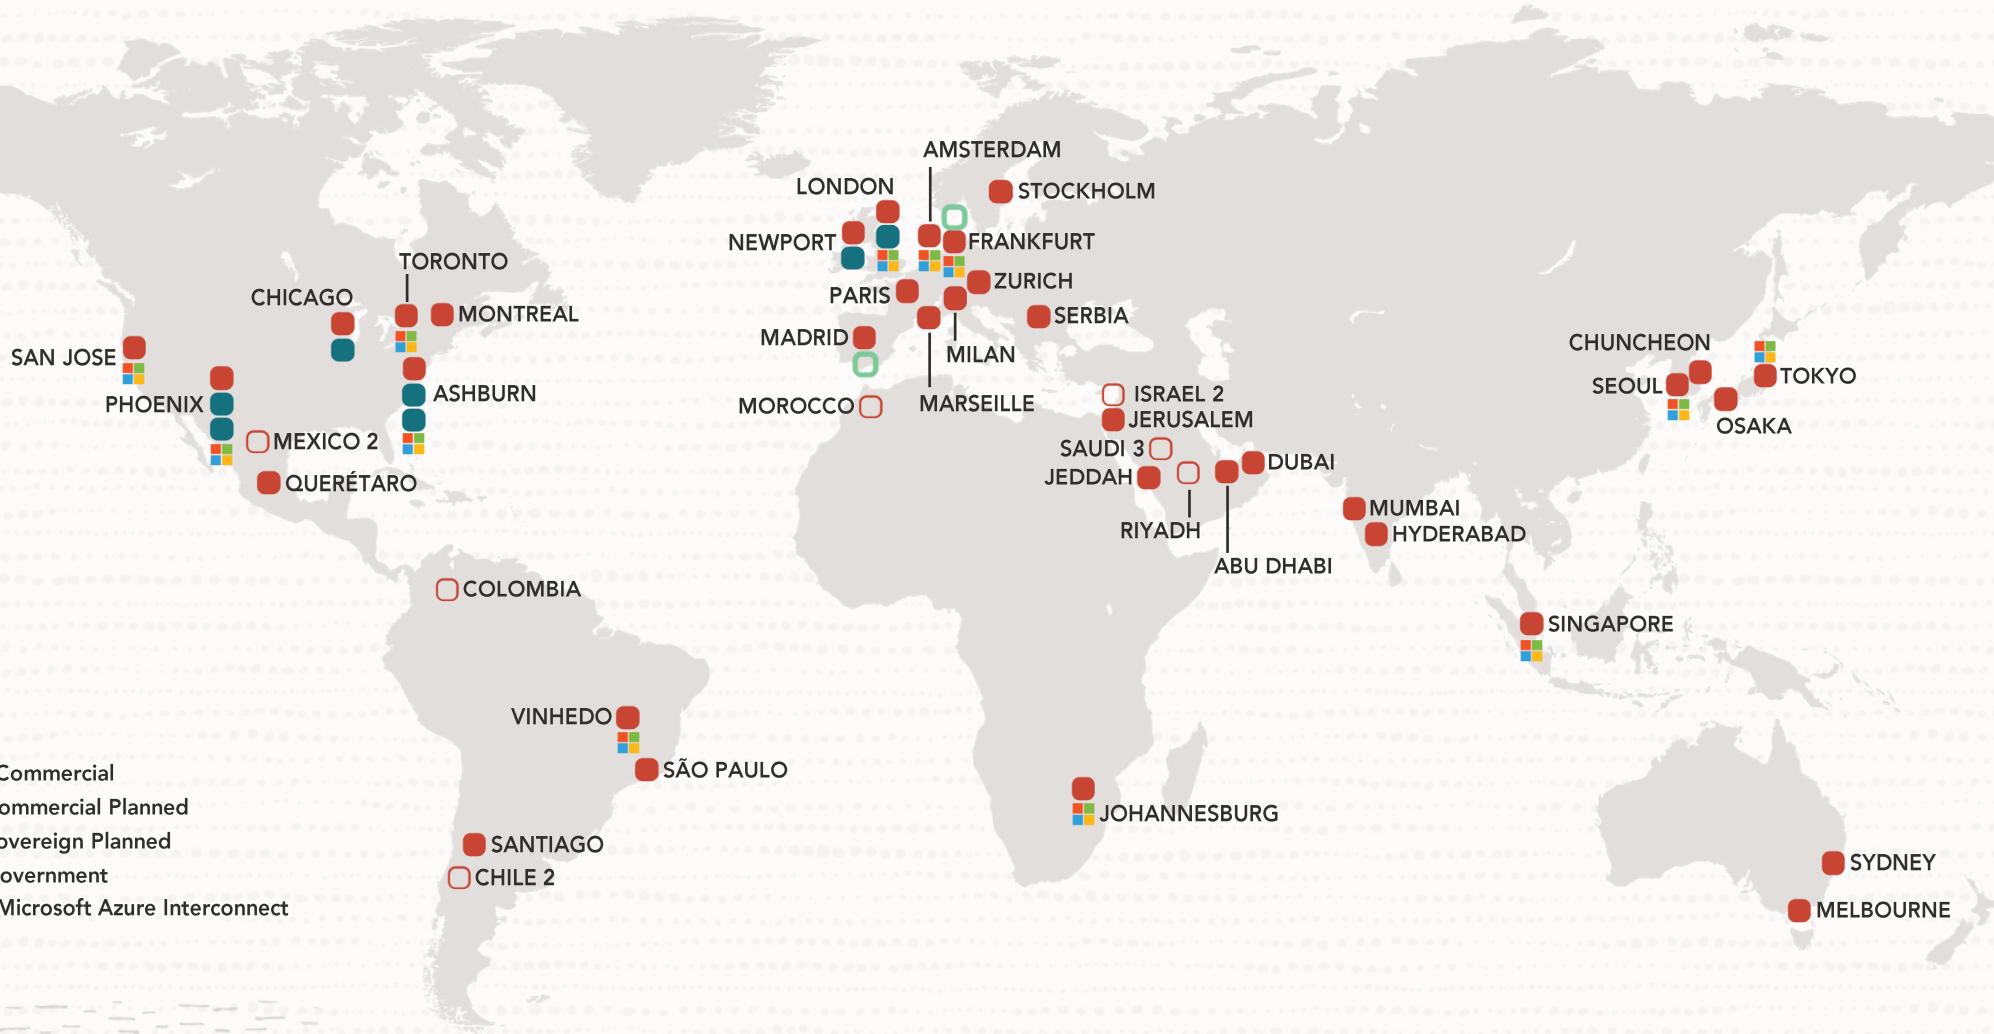 AMSTERDAM
LONDON
STOCKHOLM
NEWPORT
FRANKFURT
TORONTO
ZURICH
PARIS
CHICAGO
MONTREAL
SERBIA
MADRID
MILAN
SAN JOSE
CHUNCHEON
TOKYO
SEOUL
PHOENIX
ASHBURN
MOROCCO
MARSEILLE
ISRAEL 2
JERUSALEM
OSAKA
MEXICO 2
SAUDI 3
DUBAI
QUERÉTARO
JEDDAH
RIYADH
MUMBAI
HYDERABAD
ABU DHABI
COLOMBIA
SINGAPORE
VINHEDO
SÃO PAULO
JOHANNESBURG
SANTIAGO
CHILE 2
SYDNEY
MELBOURNE
Commercial
ommercial Planned
overeign Planned
overnment
Microsoft Azure Interconnect